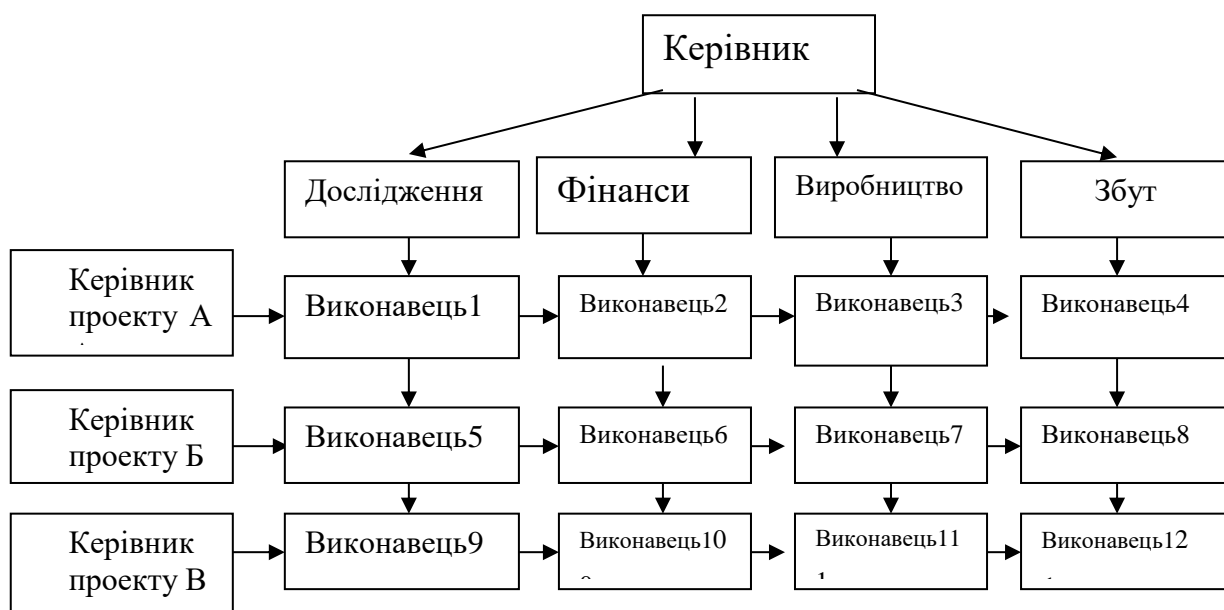 Керівник
Дослідження
Фінанси
Виробництво
Збут
Керівник
проекту А
Виконавець1
Виконавець2
Виконавець3
Виконавець4
Керівник
проекту Б
Виконавець5
Виконавець6
Виконавець7
Виконавець8
Керівник
проекту В
Виконавець9
Виконавець10
Виконавець11
Виконавець12